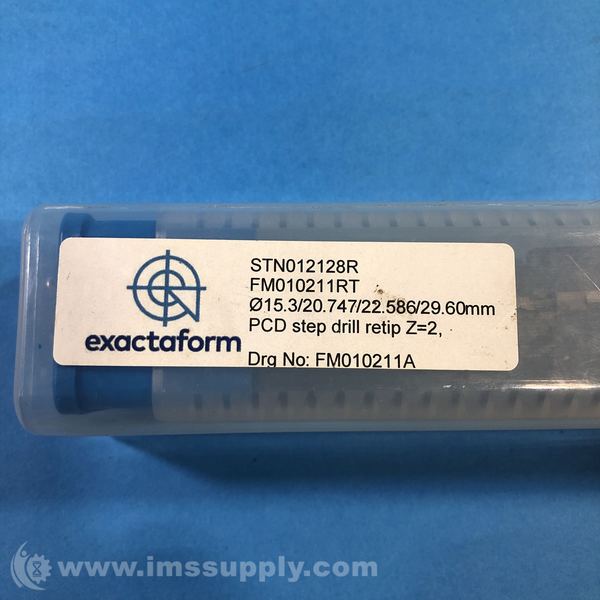 STN012128R
FM010211RT
Ø15.3/20.747/22.586/29.60mm
PCD step drill retip Z=2,
exactaform
Drg No: FM010211A
www.imssupply.com